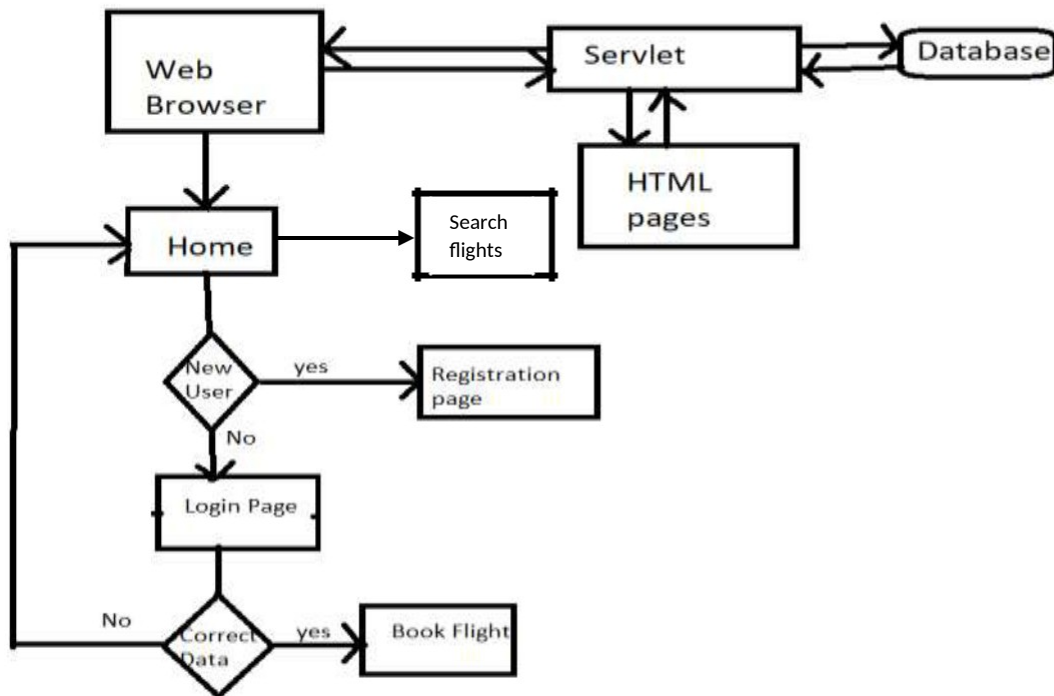 Web
Browser
Servlet
Database
HTML
pages
Home
Search
flights
New
User
yes
Registration
page
No
Login Page
No
Correct
Data
yes
Book Flight